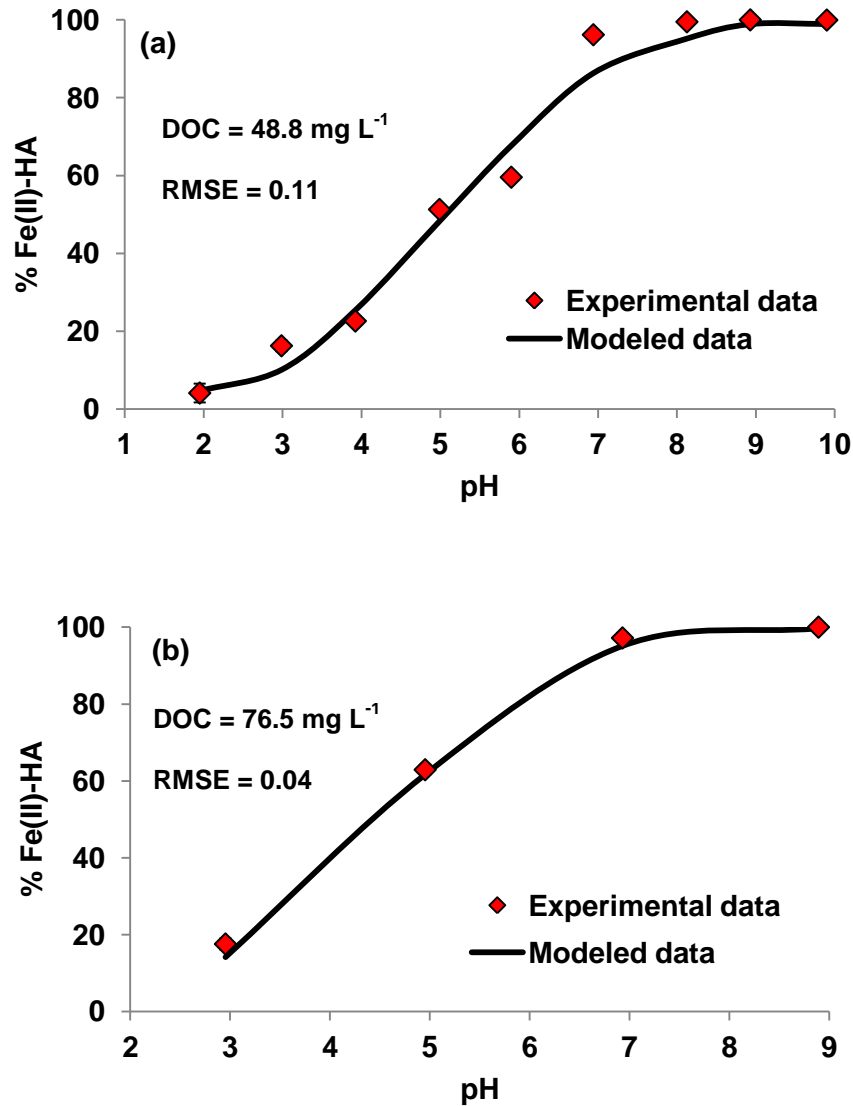 (a)
DOC = 48.8 mg L⁻¹
RMSE = 0.11
% Fe(II)-HA
100
80
60
40
20
0
Experimental data
Modeled data
1 2 3 4 5 6 7 8 9 10
pH
(b)
DOC = 76.5 mg L⁻¹
RMSE = 0.04
% Fe(II)-HA
100
80
60
40
20
0
Experimental data
Modeled data
2 3 4 5 6 7 8 9
pH